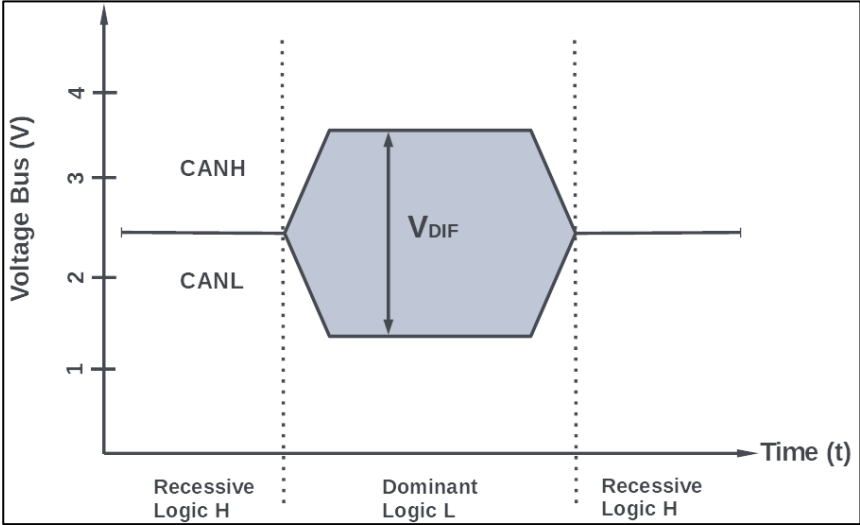 Voltage Bus (V)
4
3
2
1
CANH
CANL
VDIF
Time (t)
Recessive
Logic H
Dominant
Logic L
Recessive
Logic H